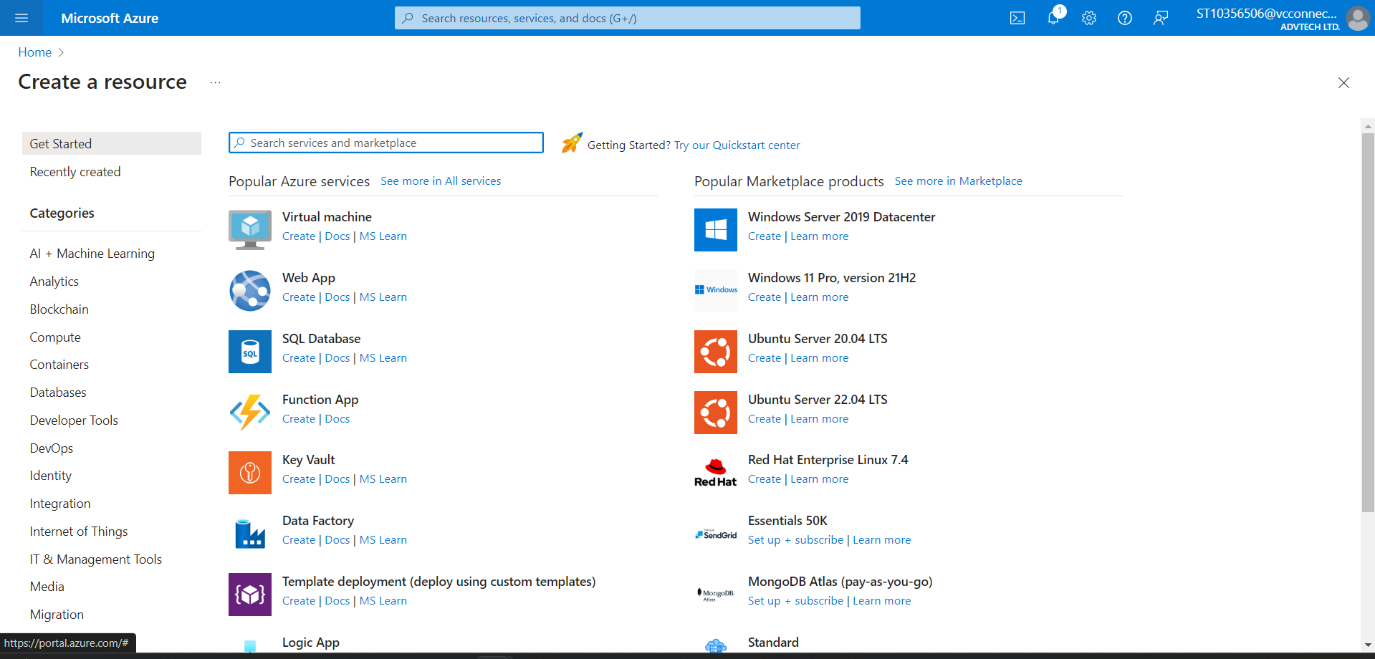 Microsoft Azure
Search resources, services, and docs (G+/)
1
ST10356506@vcconnec...
ADVTECH LTD.
Home
Create a resource
...
Get Started
Recently created
Categories
AI + Machine Learning
Analytics
Blockchain
Compute
Containers
Databases
Developer Tools
DevOps
Identity
Integration
Internet of Things
IT & Management Tools
Media
Migration
https://portal.azure.com/#
Search services and marketplace
Getting Started? Try our Quickstart center
Popular Azure services See more in All services
Virtual machine
Create | Docs | MS Learn
Web App
Create | Docs | MS Learn
SQL
SQL Database
Create | Docs | MS Learn
Function App
Create | Docs
Key Vault
Create | Docs | MS Learn
Data Factory
Create | Docs | MS Learn
Template deployment (deploy using custom templates)
Create | Docs | MS Learn
Logic App
Popular Marketplace products See more in Marketplace
Windows Server 2019 Datacenter
Create | Learn more
Windows
Windows 11 Pro, version 21H2
Create | Learn more
Ubuntu Server 20.04 LTS
Create | Learn more
Ubuntu Server 22.04 LTS
Create | Learn more
Red Hat
Red Hat Enterprise Linux 7.4
Create | Learn more
SendGrid
Essentials 50K
Set up + subscribe | Learn more
MongoDB
Atlas
MongoDB Atlas (pay-as-you-go)
Set up + subscribe | Learn more
Standard